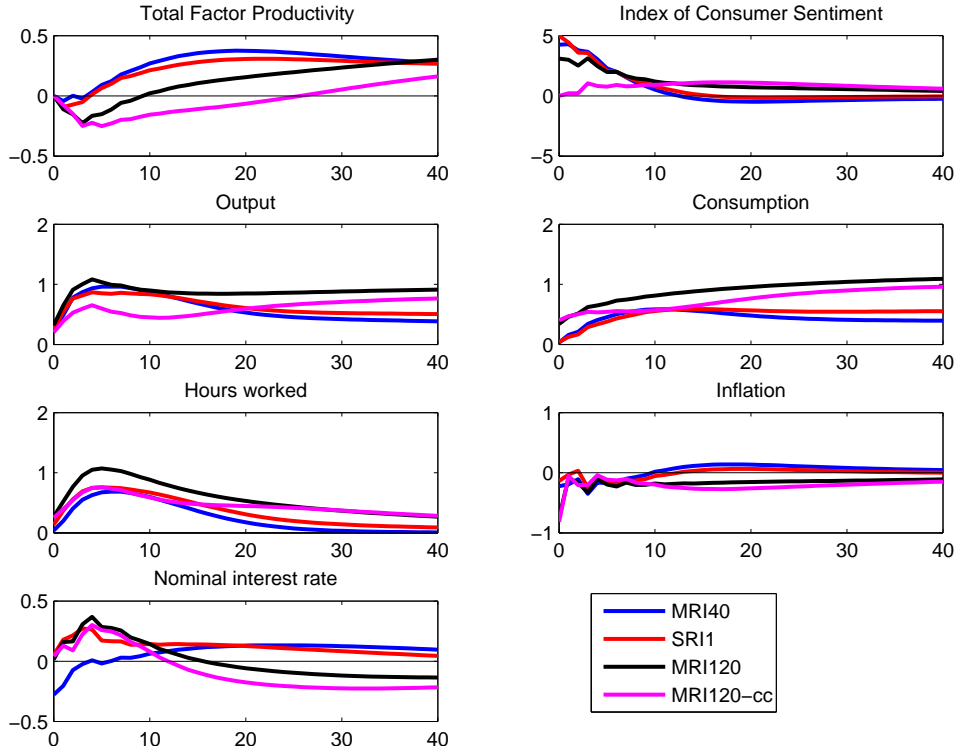 Total Factor Productivity
0.5
0
−0.5
0 10 20 30 40
Index of Consumer Sentiment
5
0
−5
0 10 20 30 40
Output
2
1
0
0 10 20 30 40
Consumption
2
1
0
0 10 20 30 40
Hours worked
2
1
0
0 10 20 30 40
Inflation
1
0
−1
0 10 20 30 40
Nominal interest rate
0.5
0
−0.5
0 10 20 30 40
MRI40
SRI1
MRI120
MRI120−cc